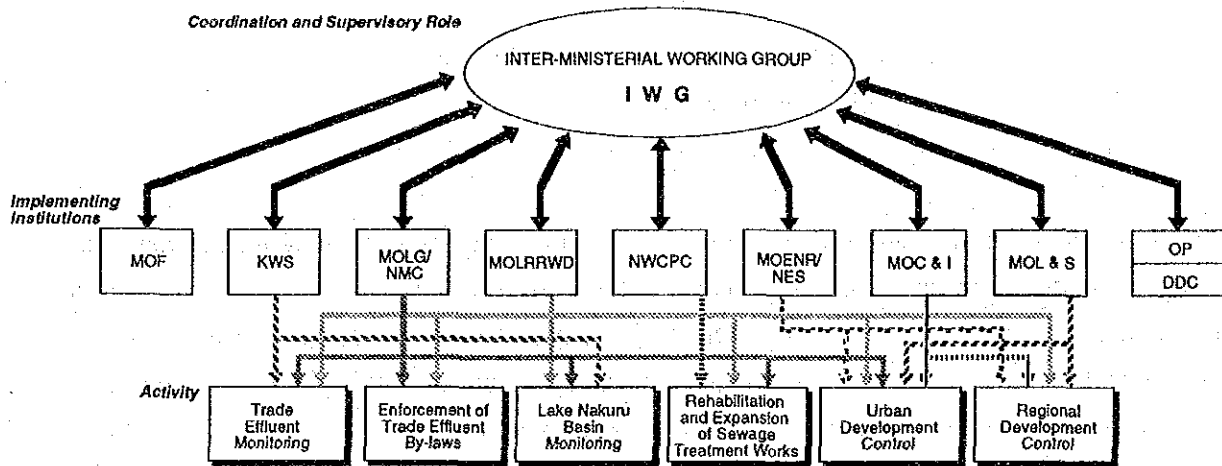 Coordination and Supervisory Role
INTER-MINISTERIAL WORKING GROUP
I W G
Implementing
Institutions
MOF
KWS
MOLG/
NMC
MOLRRWD
NWCPC
MOENR/
NES
MOC & I
MOL & S
OP
DDC
Activity
Trade
Effluent
Monitoring
Enforcement of
Trade Effluent
By-laws
Lake Nakuru
Basin
Monitoring
Rehabilitation
and Expansion
of Sewage
Treatment Works
Urban
Development
Control
Regional
Development
Control